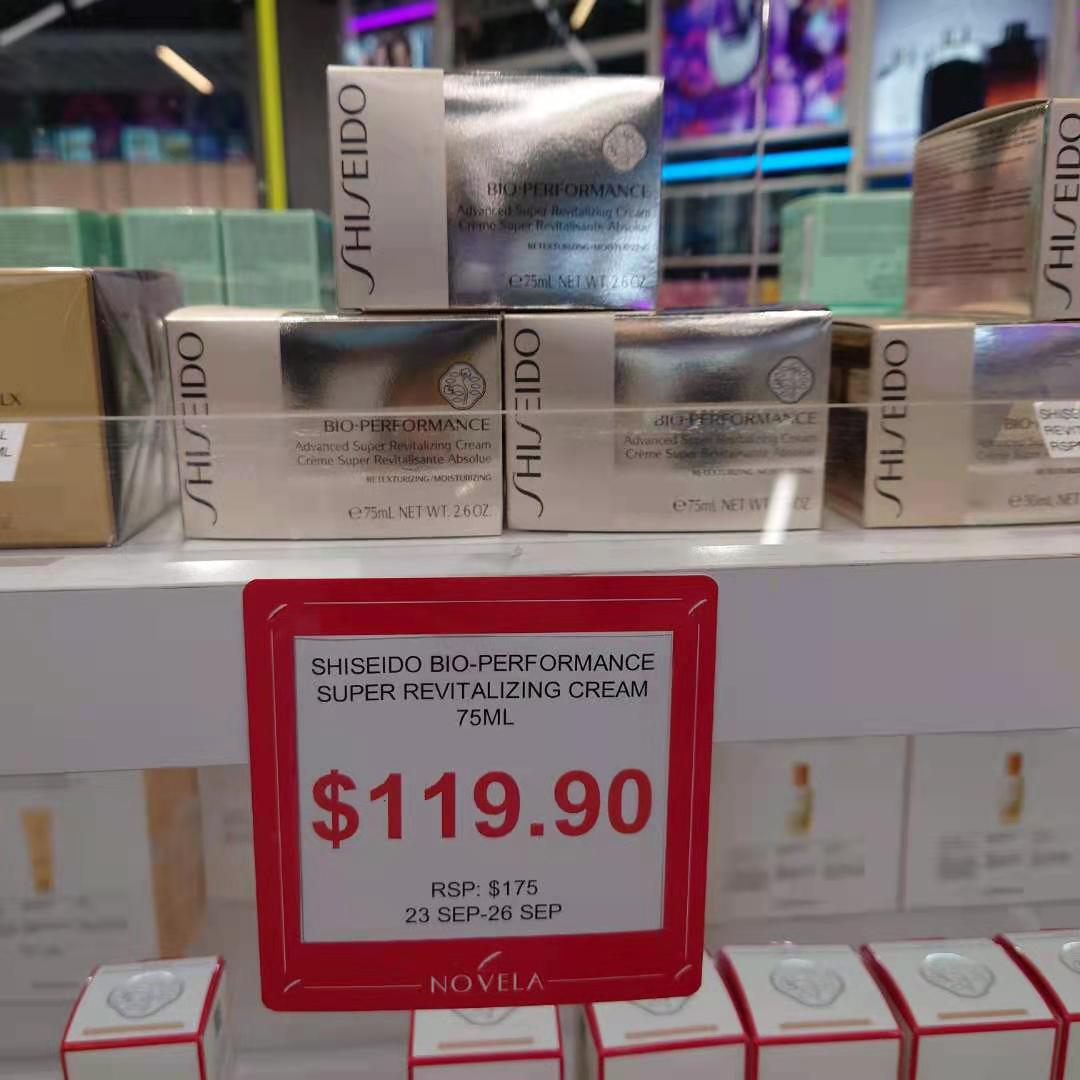 SHISEIDO
BIO-PERFORMANCE
Advanced Super Revitalizing Cream
Crème Super Revitalisante Absolue
RETEXTURIZING/MOISTURIZING
℮75mL NET WT. 2.6 OZ.
SHISEIDO
SHISEIDO
BIO-PERFORMANCE
Advanced Super Revitalizing Cream
Crème Super Revitalisante Absolue
RETEXTURIZING/MOISTURIZING
℮75mL NET WT. 2.6 OZ.
SHISEIDO
BIO-PERFORMANCE
Advanced Super Revitalizing Cream
Crème Super Revitalisante Absolue
℮75mL NET WT. OZ.
SHISEIDO
LX
SHISEIDO BIO-PERFORMANCE
SUPER REVITALIZING CREAM
75ML
$119.90
RSP: $175
23 SEP-26 SEP
NOVELA